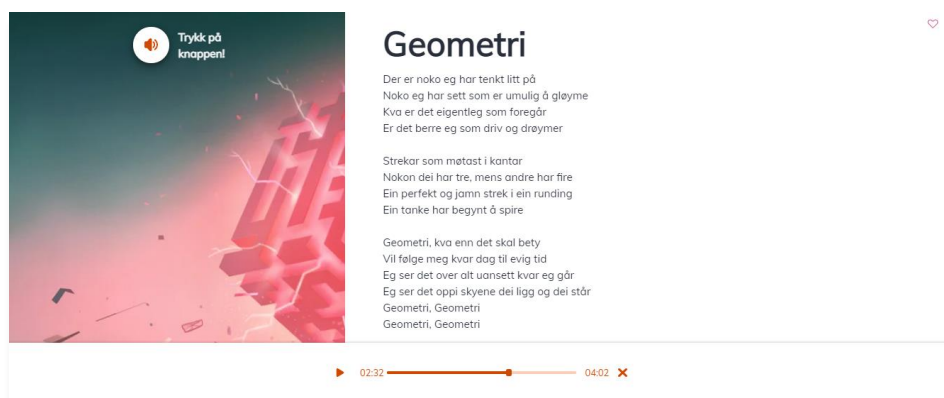 Trykk på
knappen!
Geometri
Der er noko eg har tenkt litt på
Noko eg har sett som er umulig å gløyme
Kva er det eigentleg som foregår
Er det berre eg som driv og drøymer
Strekar som møtast i kantar
Nokon dei har tre, mens andre har fire
Ein perfekt og jamn strek i ein runding
Ein tanke har begynt å spire
Geometri, kva enn det skal bety
Vil følge meg kvar dag til evig tid
Eg ser det over alt uansett kvar eg går
Eg ser det oppi skyene dei ligg og dei står
Geometri, Geometri
Geometri, Geometri
02:32
04:02